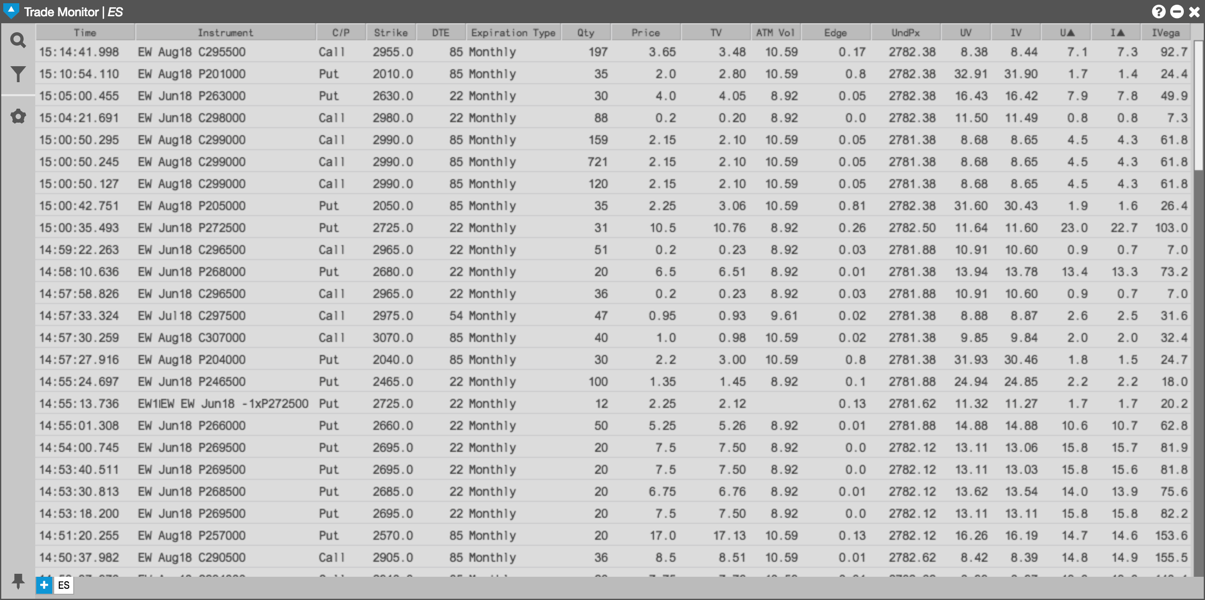 Trade Monitor | ES
Time Instrument C/P Strike DTE Expiration Type Qty Price TV ATM Vol Edge UndPx UV IV U▲ I▲ IVega
15:14:41.998 EW Aug18 C295500 Call 2955.0 85 Monthly 197 3.65 3.48 10.59 0.17 2782.38 8.38 8.44 7.1 7.3 92.7
15:10:54.110 EW Aug18 P201000 Put 2010.0 85 Monthly 35 2.0 2.80 10.59 0.8 2782.38 32.91 31.90 1.7 1.4 24.4
15:05:00.455 EW Jun18 P263000 Put 2630.0 22 Monthly 30 4.0 4.05 8.92 0.05 2782.38 16.43 16.42 7.9 7.8 49.9
15:04:21.691 EW Jun18 C298000 Call 2980.0 22 Monthly 88 0.2 0.20 8.92 0.0 2782.38 11.50 11.49 0.8 0.8 7.3
15:00:50.295 EW Aug18 C299000 Call 2990.0 85 Monthly 159 2.15 2.10 10.59 0.05 2781.38 8.68 8.65 4.5 4.3 61.8
15:00:50.245 EW Aug18 C299000 Call 2990.0 85 Monthly 721 2.15 2.10 10.59 0.05 2781.38 8.68 8.65 4.5 4.3 61.8
15:00:50.127 EW Aug18 C299000 Call 2990.0 85 Monthly 120 2.15 2.10 10.59 0.05 2781.38 8.68 8.65 4.5 4.3 61.8
15:00:42.751 EW Aug18 P205000 Put 2050.0 85 Monthly 35 2.25 3.06 10.59 0.81 2782.38 31.60 30.43 1.9 1.6 26.4
15:00:35.493 EW Jun18 P272500 Put 2725.0 22 Monthly 31 10.5 10.76 8.92 0.26 2782.50 11.64 11.60 23.0 22.7 103.0
14:59:22.263 EW Jun18 C296500 Call 2965.0 22 Monthly 51 0.2 0.23 8.92 0.03 2781.88 10.91 10.60 0.9 0.7 7.0
14:58:10.636 EW Jun18 P268000 Put 2680.0 22 Monthly 20 6.5 6.51 8.92 0.01 2781.38 13.94 13.78 13.4 13.3 73.2
14:57:58.826 EW Jun18 C296500 Call 2965.0 22 Monthly 36 0.2 0.23 8.92 0.03 2781.88 10.91 10.60 0.9 0.7 7.0
14:57:33.324 EW Jul18 C297500 Call 2975.0 54 Monthly 47 0.95 0.93 9.61 0.02 2781.38 8.88 8.87 2.6 2.5 31.6
14:57:30.259 EW Aug18 C307000 Call 3070.0 85 Monthly 40 1.0 0.98 10.59 0.02 2781.38 9.85 9.84 2.0 2.0 32.4
14:57:27.916 EW Aug18 P204000 Put 2040.0 85 Monthly 30 2.2 3.00 10.59 0.8 2781.38 31.93 30.46 1.8 1.5 24.7
14:55:24.697 EW Jun18 P246500 Put 2465.0 22 Monthly 100 1.35 1.45 8.92 0.1 2781.88 24.94 24.85 2.2 2.2 18.0
14:55:13.736 EW EW Jun18 -1xP272500 Put 2725.0 22 Monthly 12 2.25 2.12 0.13 2781.62 11.32 11.27 1.7 1.7 20.2
14:55:01.308 EW Jun18 P266000 Put 2660.0 22 Monthly 50 5.25 5.26 8.92 0.01 2781.88 14.88 14.88 10.6 10.7 62.8
14:54:00.745 EW Jun18 P269500 Put 2695.0 22 Monthly 20 7.5 7.50 8.92 0.0 2782.12 13.11 13.06 15.8 15.7 81.9
14:53:40.511 EW Jun18 P269500 Put 2695.0 22 Monthly 20 7.5 7.50 8.92 0.0 2782.12 13.11 13.03 15.8 15.6 81.8
14:53:30.813 EW Jun18 P268500 Put 2685.0 22 Monthly 20 6.75 6.76 8.92 0.01 2782.12 13.62 13.54 14.0 13.9 75.6
14:53:18.200 EW Jun18 P269500 Put 2695.0 22 Monthly 20 7.5 7.50 8.92 0.0 2782.12 13.11 13.11 15.8 15.8 82.2
14:51:20.255 EW Aug18 P257000 Put 2570.0 85 Monthly 20 17.0 17.13 10.59 0.13 2782.12 16.26 16.19 14.7 14.6 153.6
14:50:37.982 EW Aug18 C290500 Call 2905.0 85 Monthly 36 8.5 8.51 10.59 0.01 2782.62 8.42 8.39 14.8 14.9 155.5
ES